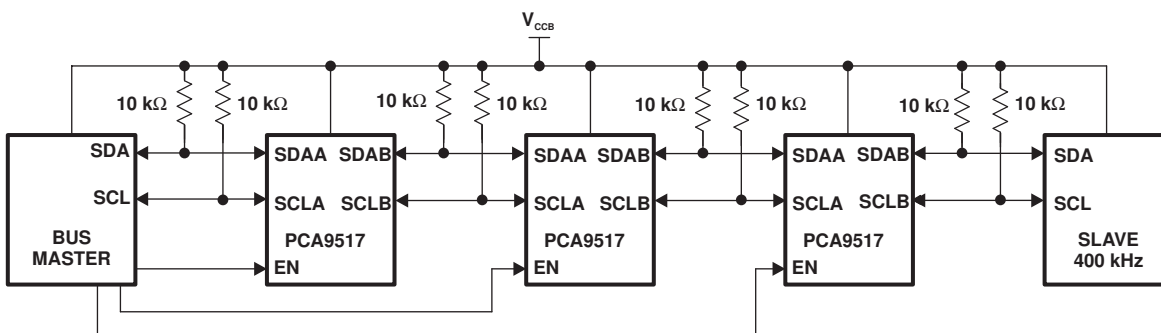 V_CCB
10 kΩ 10 kΩ 10 kΩ 10 kΩ 10 kΩ 10 kΩ 10 kΩ 10 kΩ
SDA SDAA SDAB SDAA SDAB SDAA SDAB SDA
SCL SCLA SCLB SCLA SCLB SCLA SCLB SCL
BUS
MASTER
PCA9517 PCA9517 PCA9517
SLAVE
400 kHz
EN EN EN